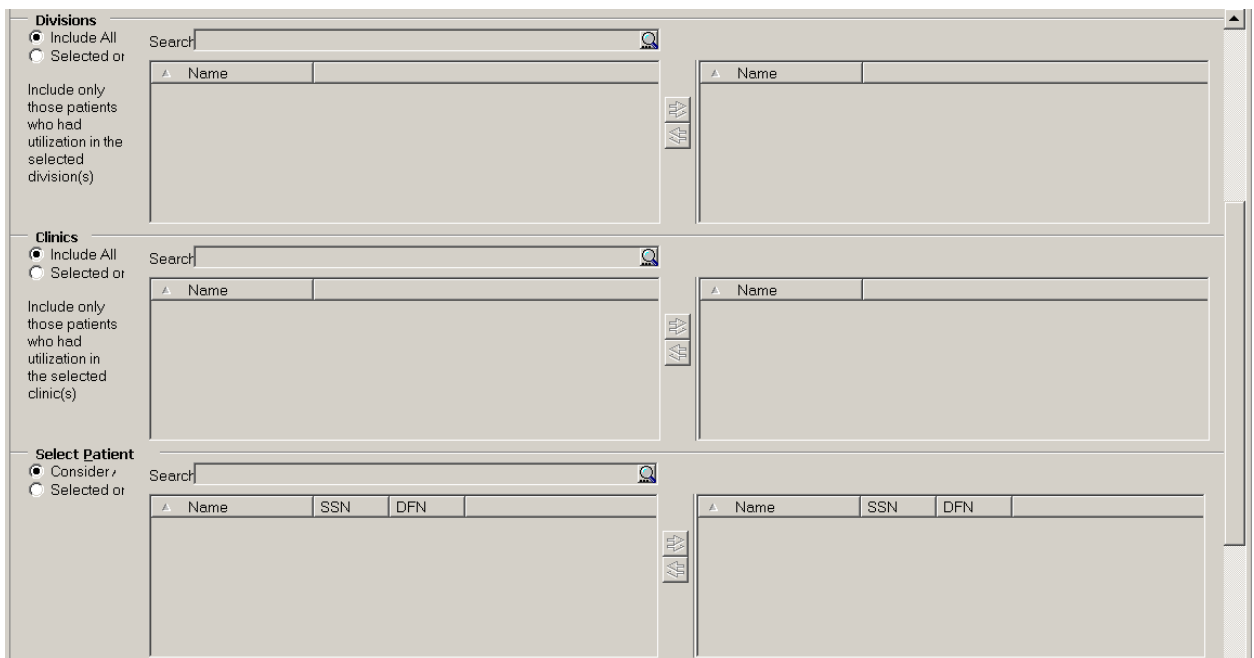 Divisions
Include All
Selected or
Search
Name
Name
Include only
those patients
who had
utilization in the
selected
division(s)
Clinics
Include All
Selected or
Search
Name
Name
Include only
those patients
who had
utilization in
the selected
clinic(s)
Select Patient
Consider
Selected or
Search
Name SSN DFN
Name SSN DFN